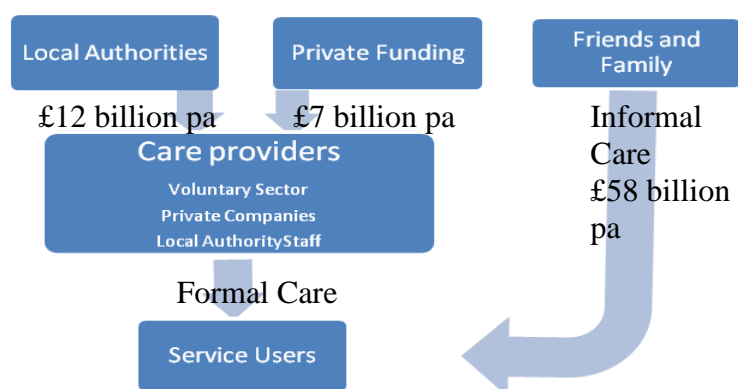 Local Authorities
Private Funding
Friends and
Family
£12 billion pa
£7 billion pa
Informal
Care
£58 billion
pa
Care providers
Voluntary Sector
Private Companies
Local AuthorityStaff
Formal Care
Service Users